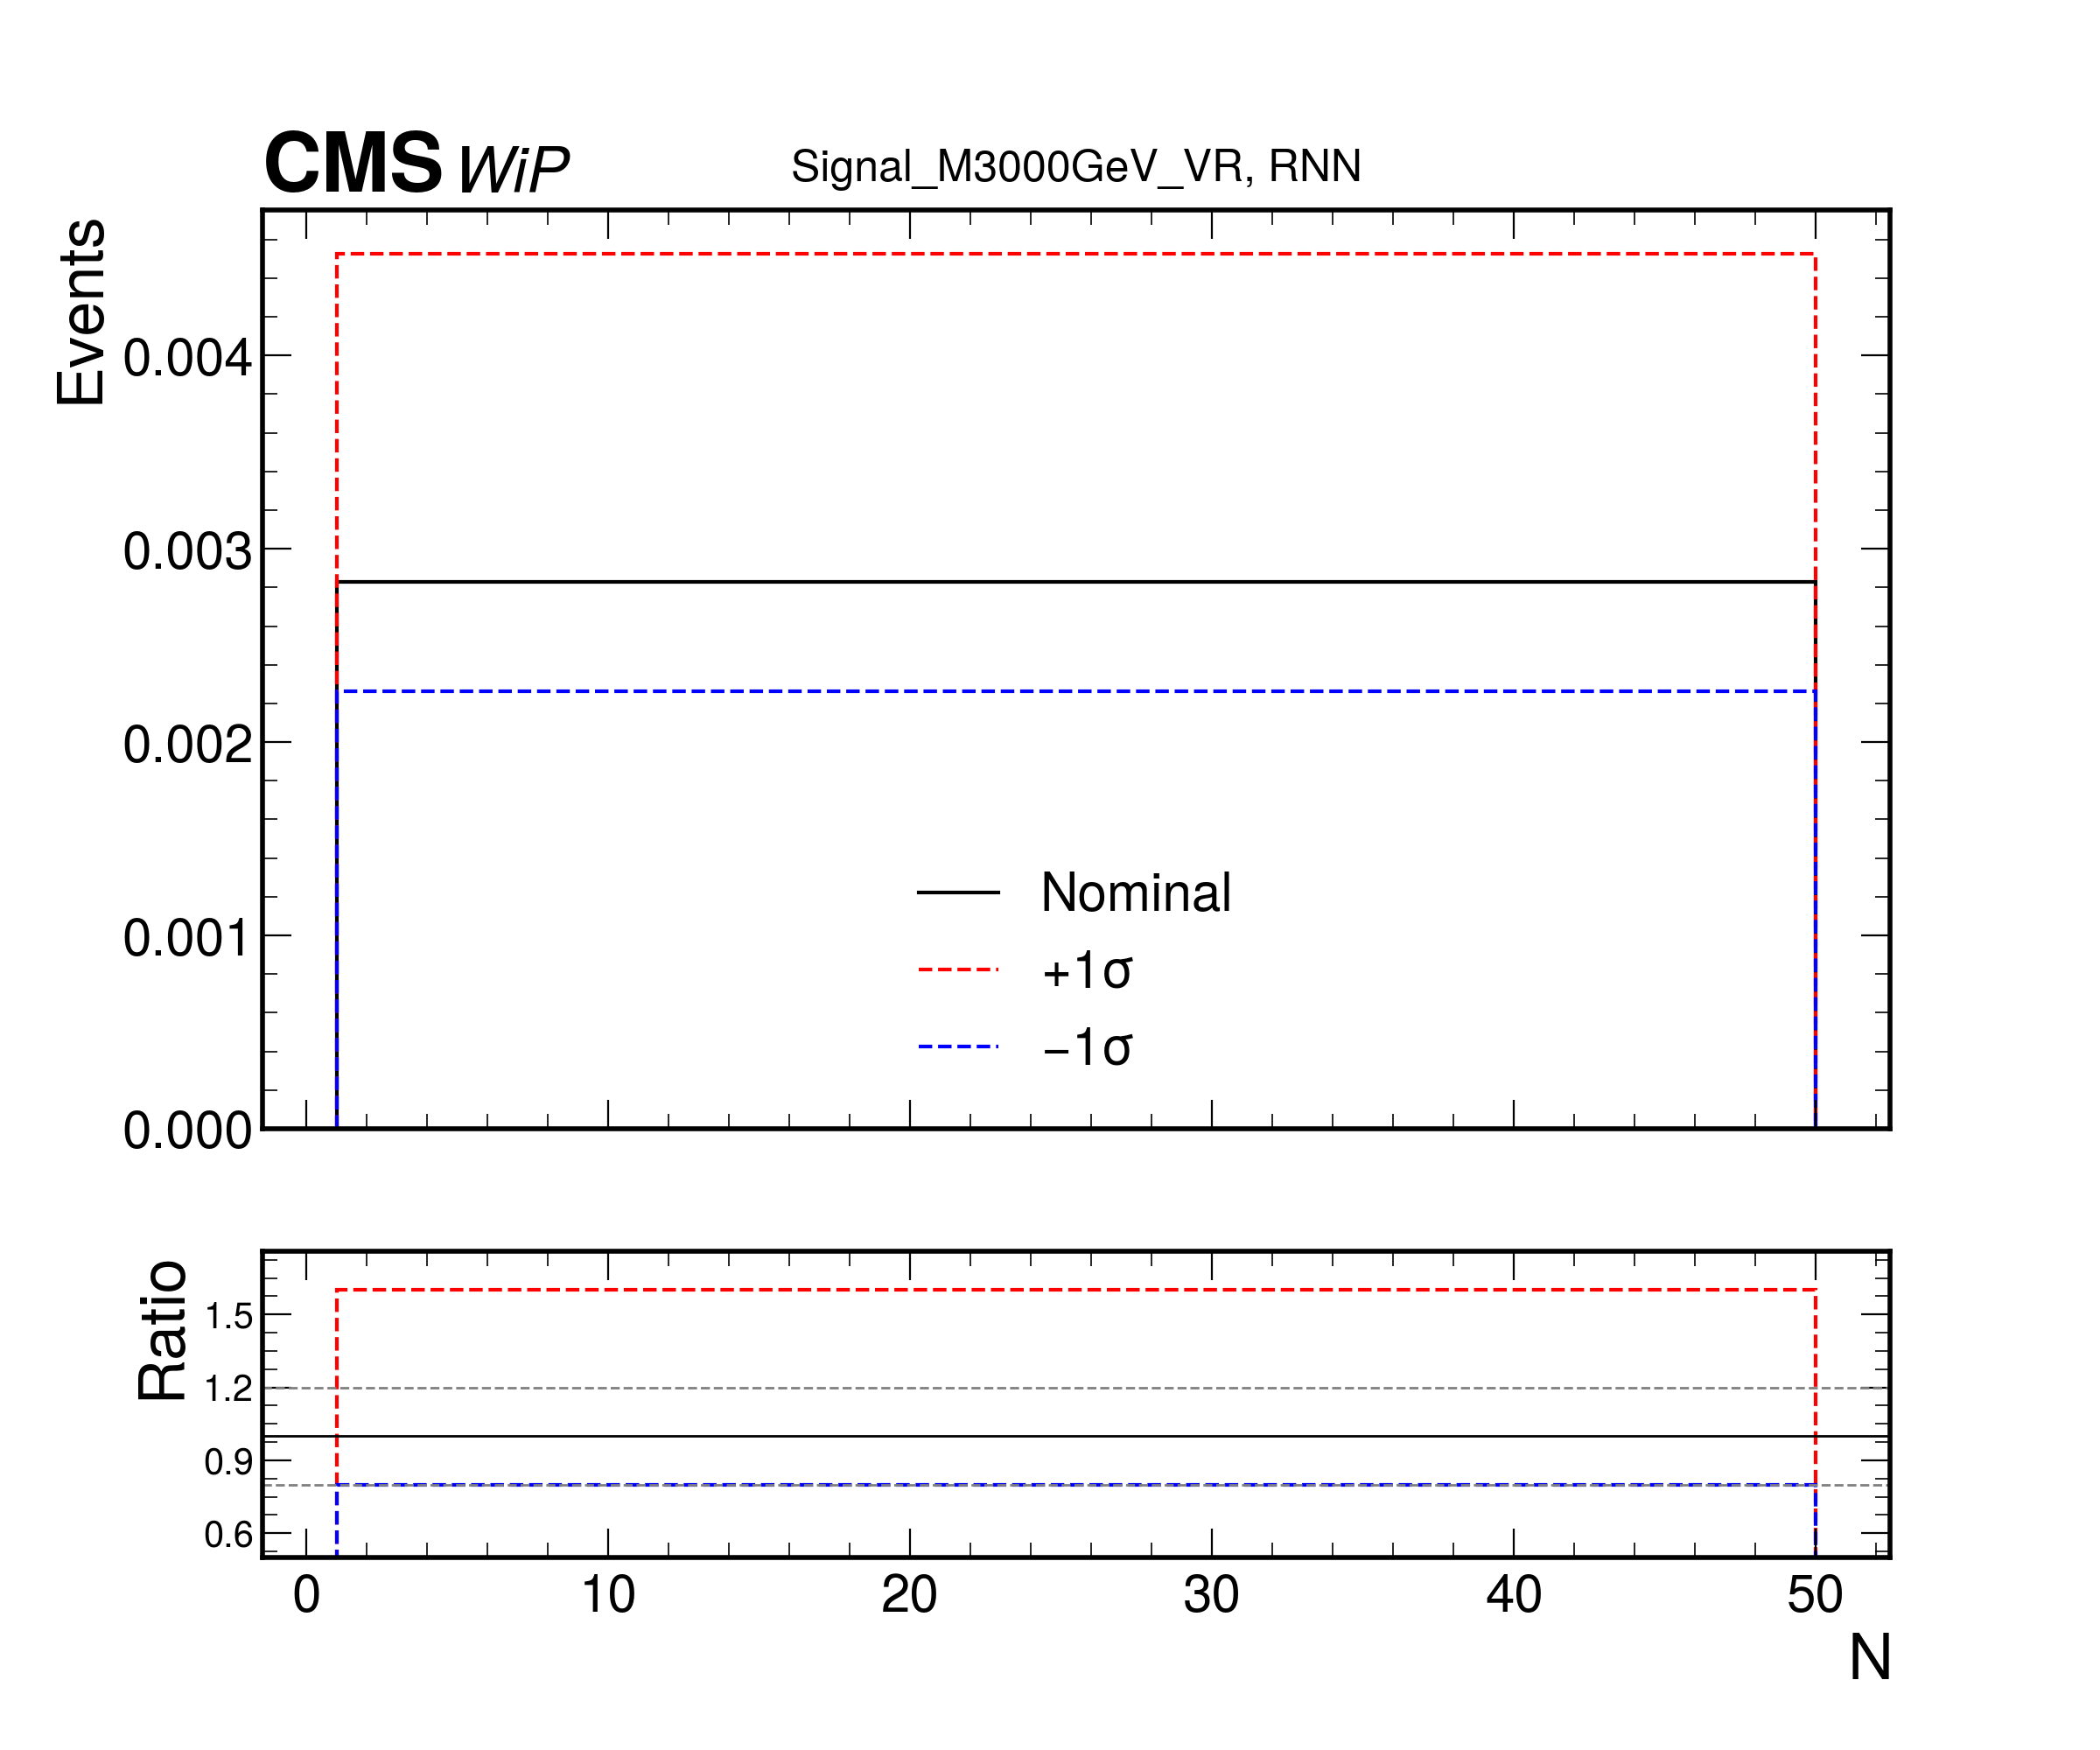 CMS WiP
Signal_M3000GeV_VR, RNN
Events
0.004
0.003
0.002
0.001
0.000
Nominal
+1σ
−1σ
Ratio
1.5
1.2
0.9
0.6
0 10 20 30 40 50
N